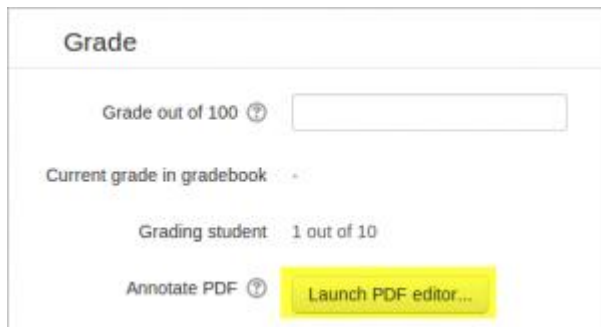 Grade
Grade out of 100 ?
Current grade in gradebook -
Grading student 1 out of 10
Annotate PDF ? Launch PDF editor...